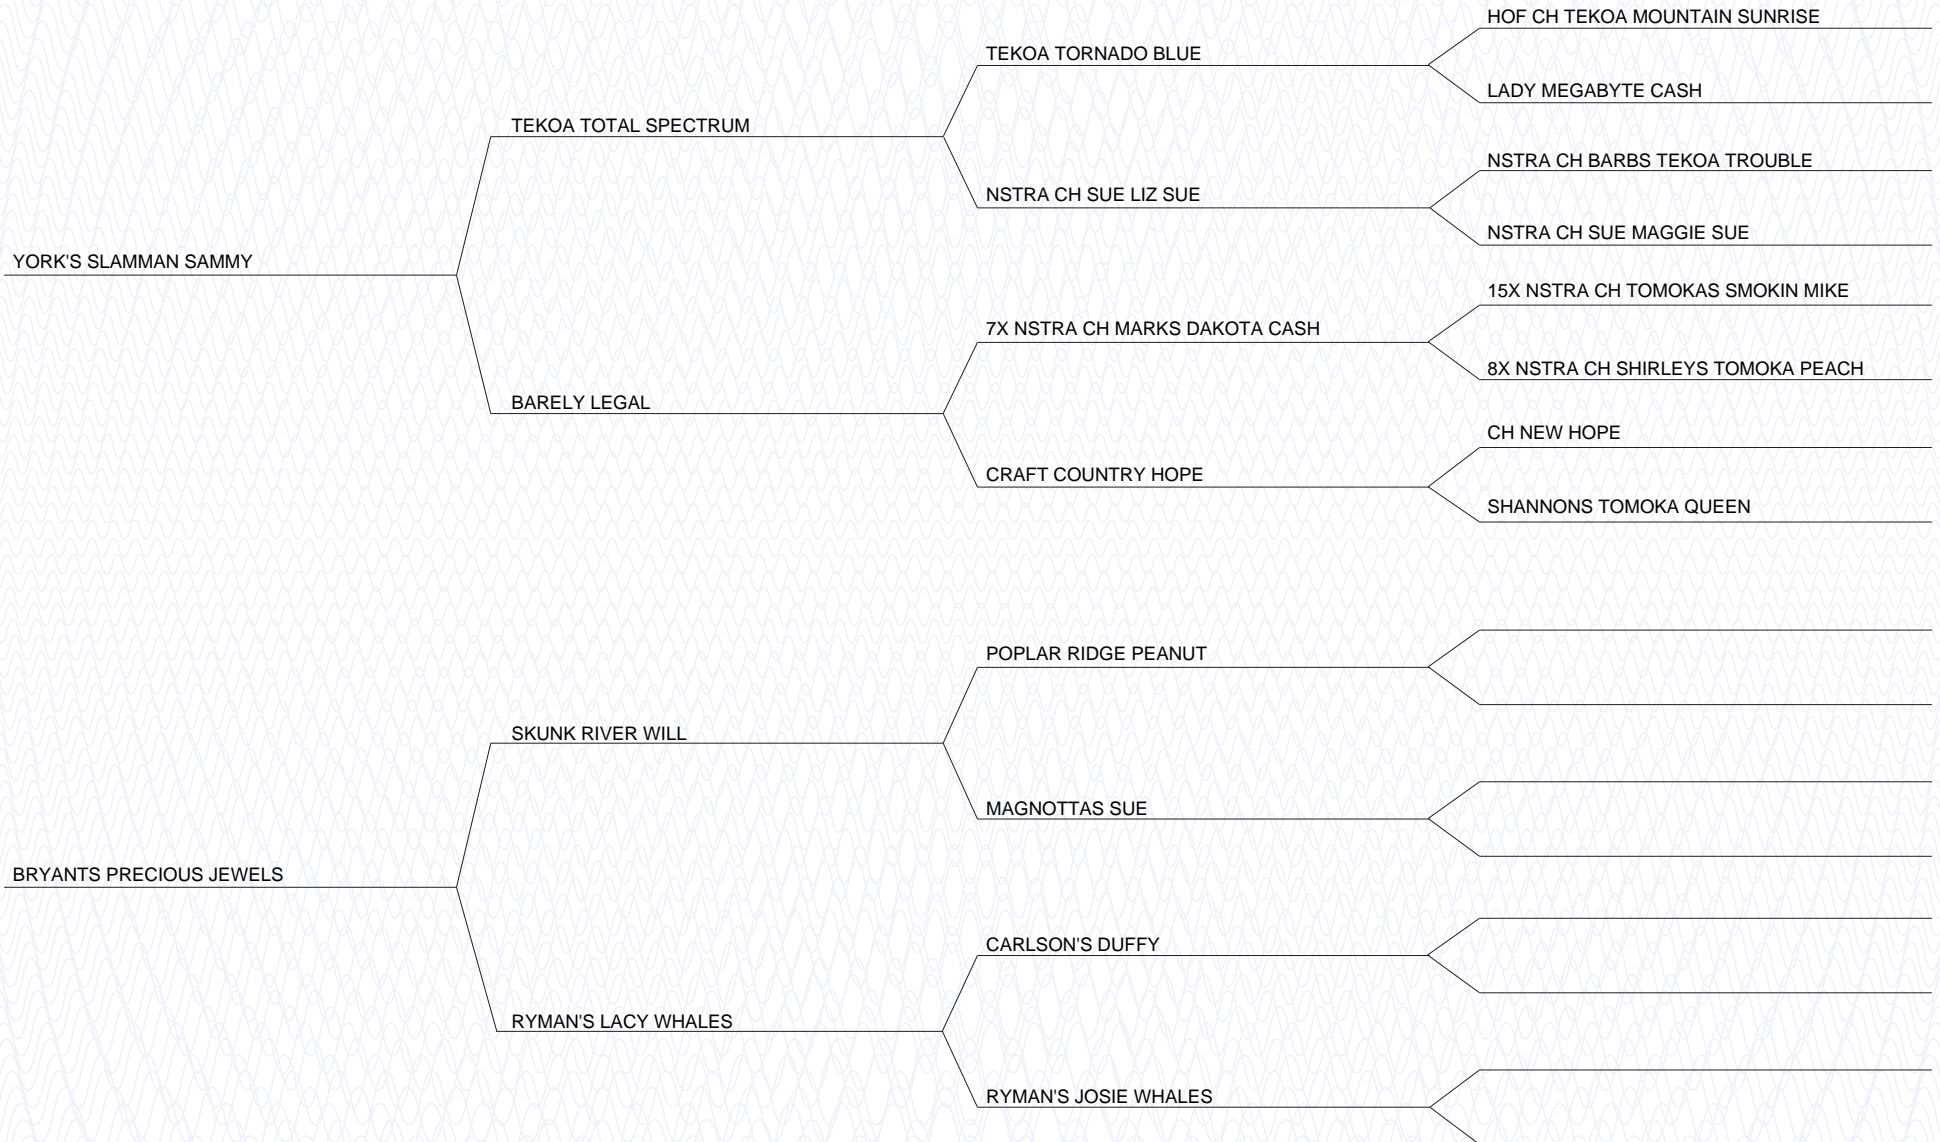 HOF CH TEKOA MOUNTAIN SUNRISE
TEKOA TORNADO BLUE
LADY MEGABYTE CASH
TEKOA TOTAL SPECTRUM
NSTRA CH BARBS TEKOA TROUBLE
NSTRA CH SUE LIZ SUE
NSTRA CH SUE MAGGIE SUE
YORK'S SLAMMAN SAMMY
15X NSTRA CH TOMOKAS SMOKIN MIKE
7X NSTRA CH MARKS DAKOTA CASH
8X NSTRA CH SHIRLEYS TOMOKA PEACH
BARELY LEGAL
CH NEW HOPE
CRAFT COUNTRY HOPE
SHANNONS TOMOKA QUEEN
POPLAR RIDGE PEANUT
SKUNK RIVER WILL
MAGNOTTAS SUE
BRYANTS PRECIOUS JEWELS
CARLSON'S DUFFY
RYMAN'S LACY WHALES
RYMAN'S JOSIE WHALES